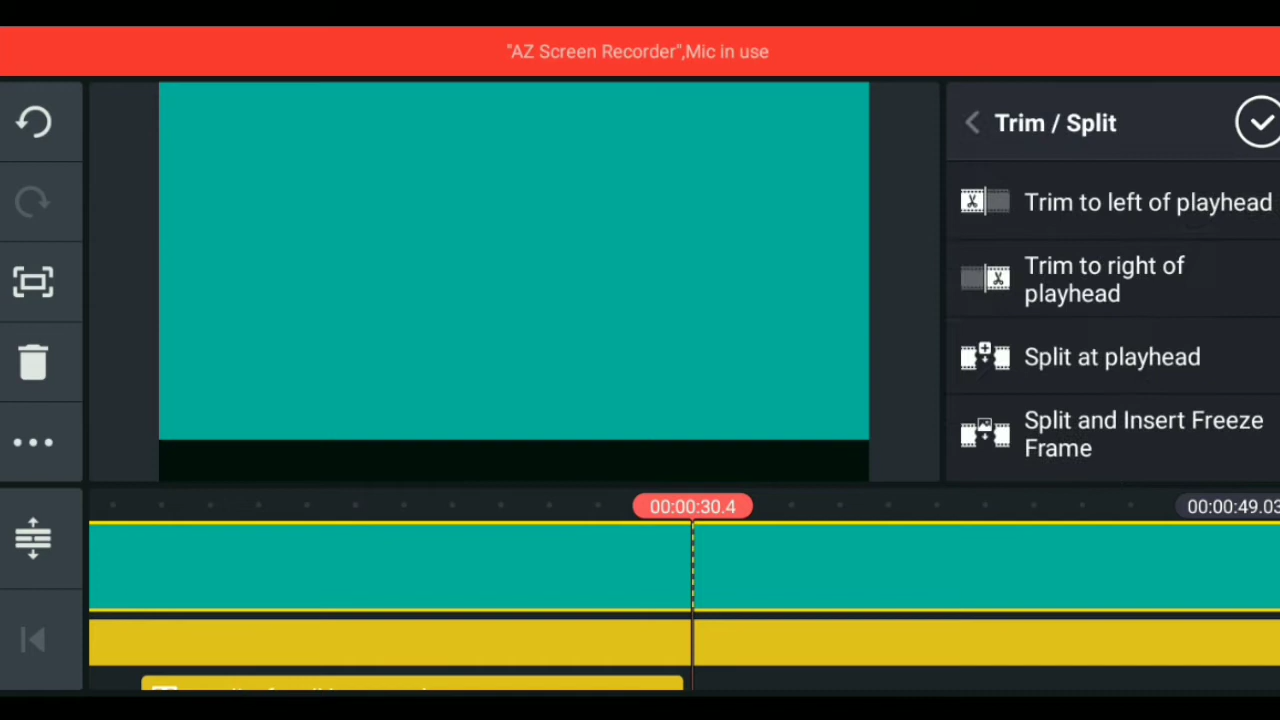 "AZ Screen Recorder",Mic in use
Trim / Split
Trim to left of playhead
Trim to right of
playhead
Split at playhead
Split and Insert Freeze
Frame
00:00:30.4
00:00:49.03